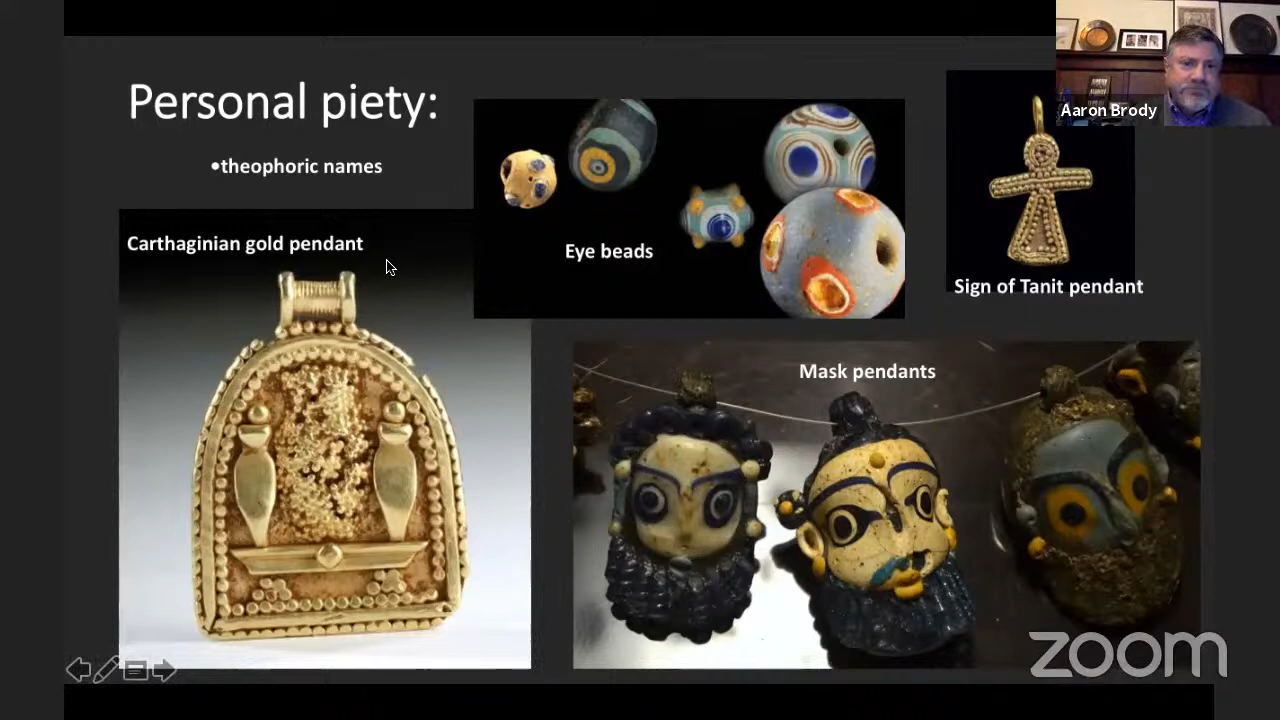 Personal piety:
•theophoric names
Carthaginian gold pendant
Eye beads
Aaron Brody
Sign of Tanit pendant
Mask pendants
zoom